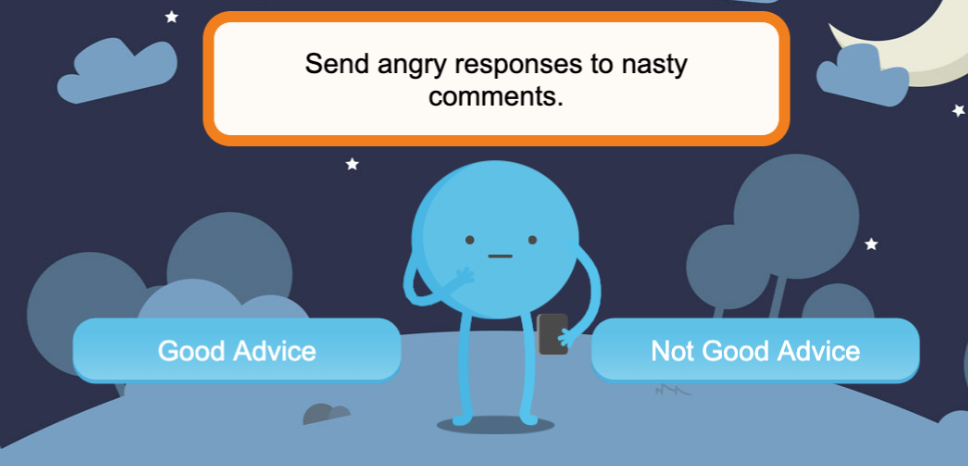 Send angry responses to nasty
comments.
Good Advice
Not Good Advice